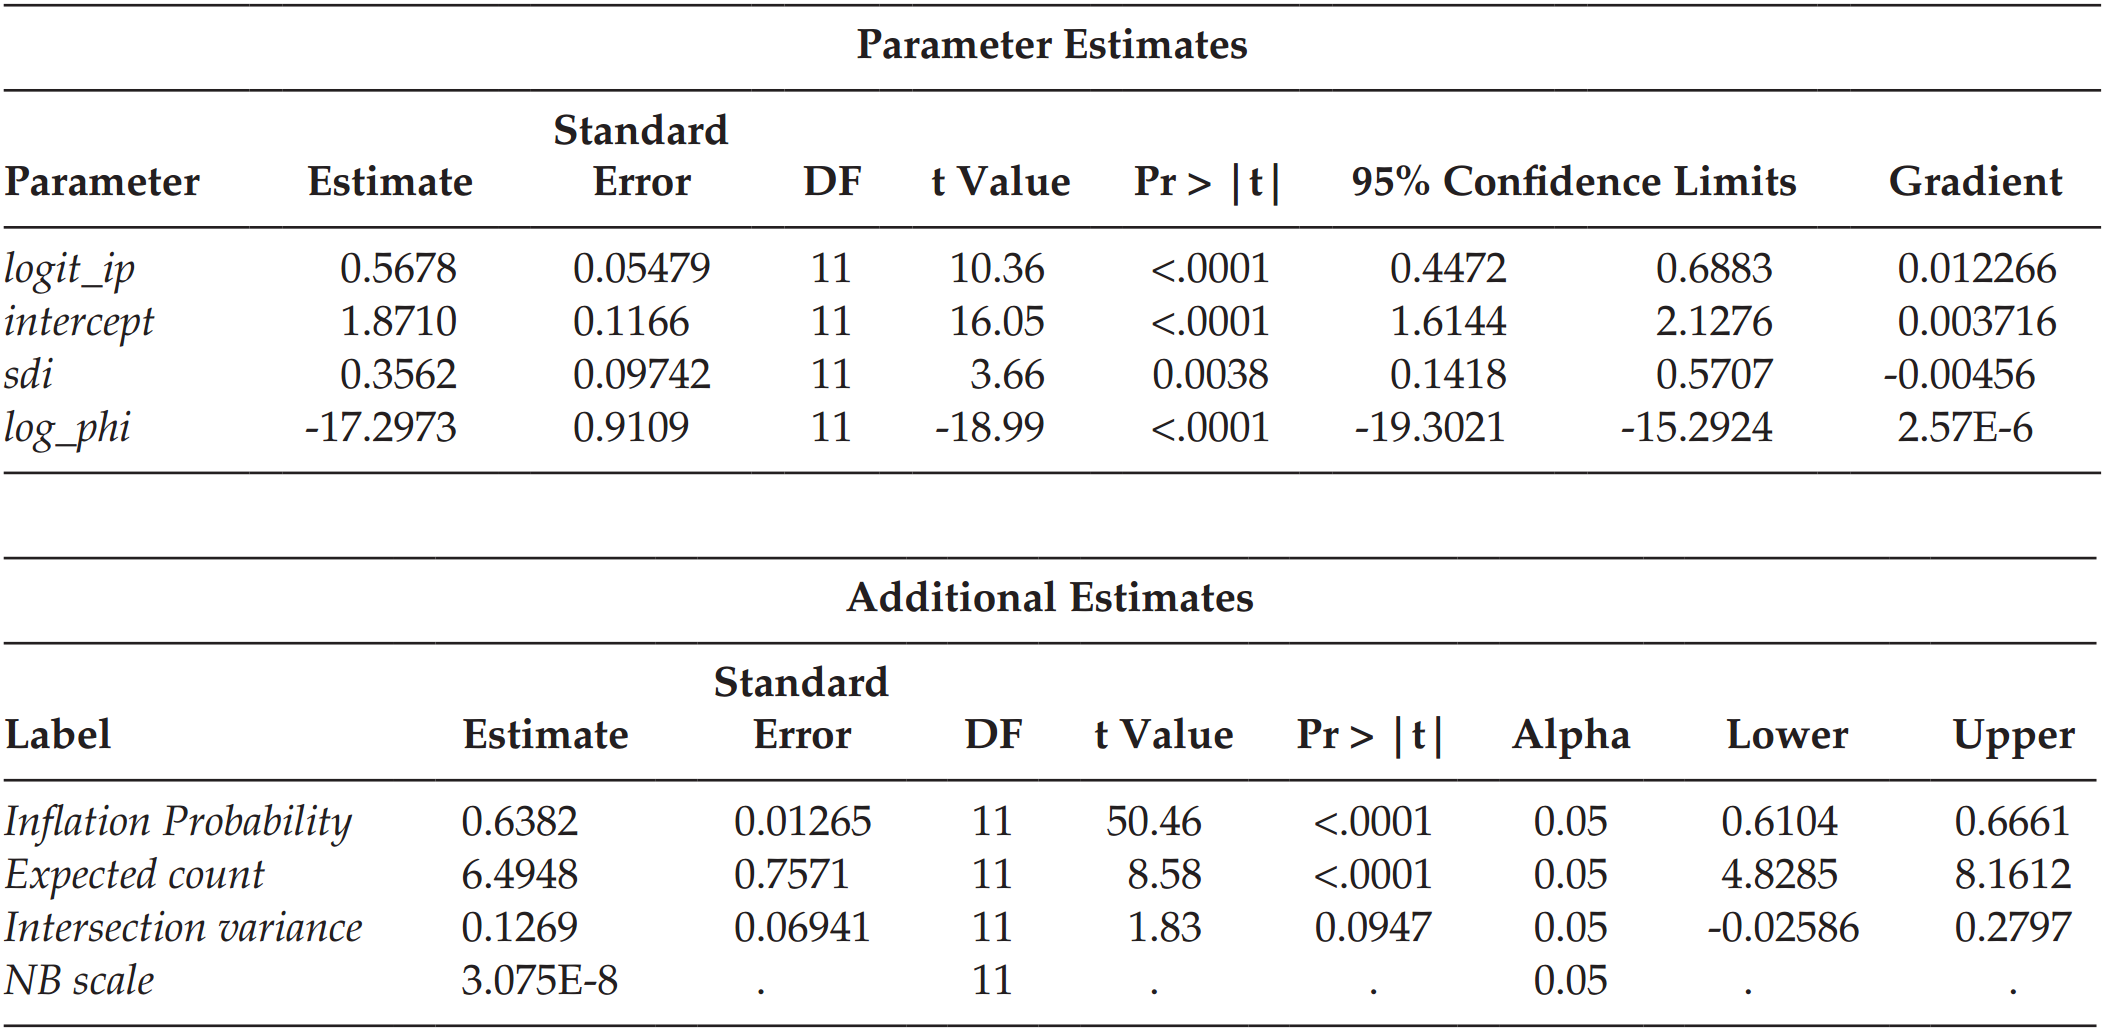 Parameter Estimates
Standard
Parameter Estimate Error DF t Value Pr > |t| 95% Confidence Limits Gradient
logit_ip 0.5678 0.05479 11 10.36 <.0001 0.4472 0.6883 0.012266
intercept 1.8710 0.1166 11 16.05 <.0001 1.6144 2.1276 0.003716
sdi 0.3562 0.09742 11 3.66 0.0038 0.1418 0.5707 -0.00456
log_phi -17.2973 0.9109 11 -18.99 <.0001 -19.3021 -15.2924 2.57E-6
Additional Estimates
Standard
Label Estimate Error DF t Value Pr > |t| Alpha Lower Upper
Inflation Probability 0.6382 0.01265 11 50.46 <.0001 0.05 0.6104 0.6661
Expected count 6.4948 0.7571 11 8.58 <.0001 0.05 4.8285 8.1612
Intersection variance 0.1269 0.06941 11 1.83 0.0947 0.05 -0.02586 0.2797
NB scale 3.075E-8 . 11 . . 0.05 . .